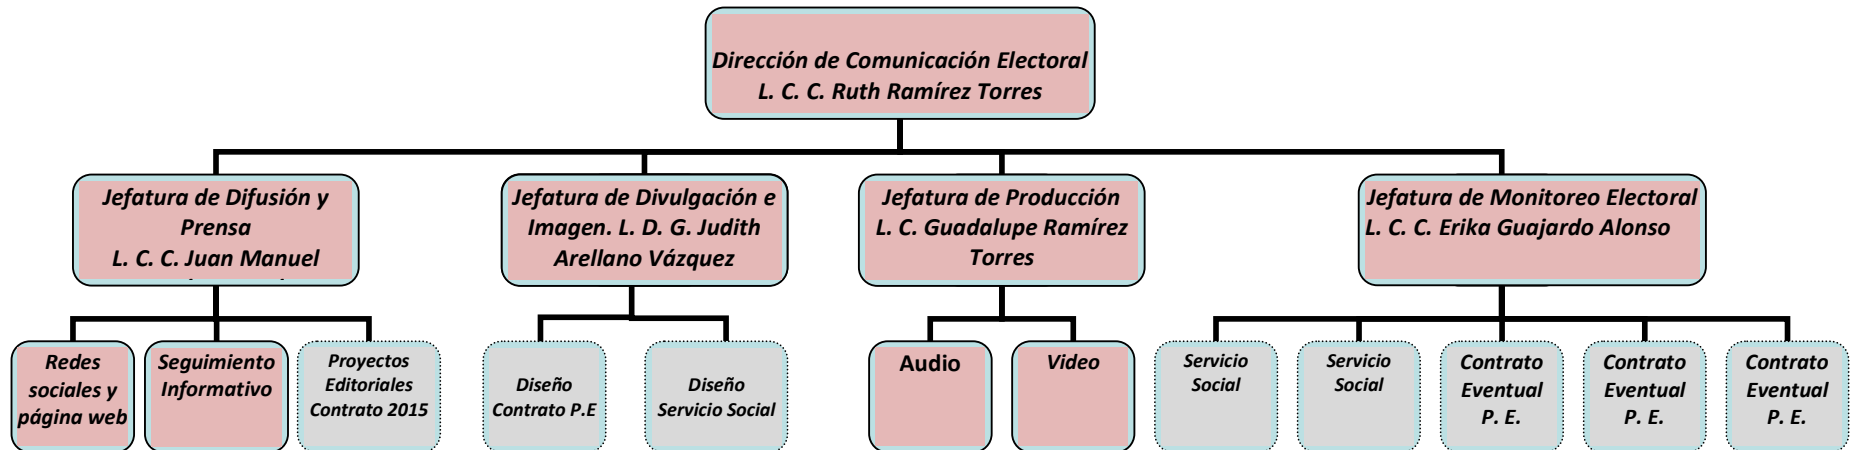 Dirección de Comunicación Electoral
L. C. C. Ruth Ramírez Torres
Jefatura de Difusión y
Prensa
L. C. C. Juan Manuel
Jefatura de Divulgación e
Imagen. L. D. G. Judith
Arellano Vázquez
Jefatura de Producción
L. C. Guadalupe Ramírez
Torres
Jefatura de Monitoreo Electoral
L. C. C. Erika Guajardo Alonso
Redes
sociales y
página web
Seguimiento
Informativo
Proyectos
Editoriales
Contrato 2015
Diseño
Contrato P.E
Diseño
Servicio Social
Audio
Video
Servicio
Social
Servicio
Social
Contrato
Eventual
P. E.
Contrato
Eventual
P. E.
Contrato
Eventual
P. E.